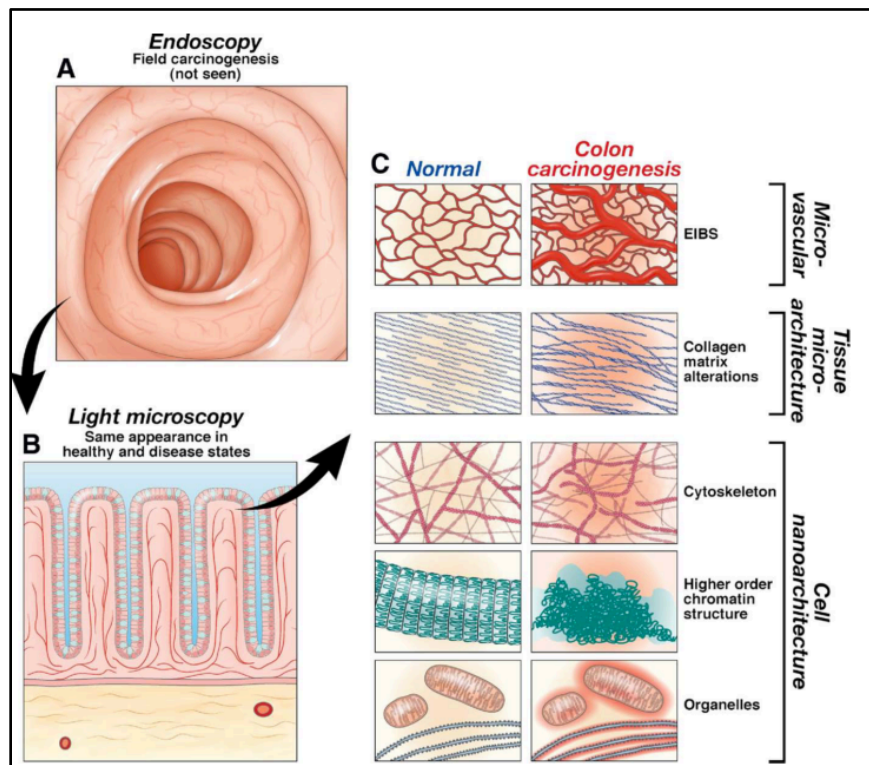 Endoscopy
Field carcinogenesis
(not seen)
A
Light microscopy
Same appearance in
healthy and disease states
B
C
Normal
Colon
carcinogenesis
EIBS
Micro-
vascular
Collagen
matrix
alterations
Tissue
micro-
architecture
Cytoskeleton
Higher order
chromatin
structure
Organelles
Cell
nanoarchitecture